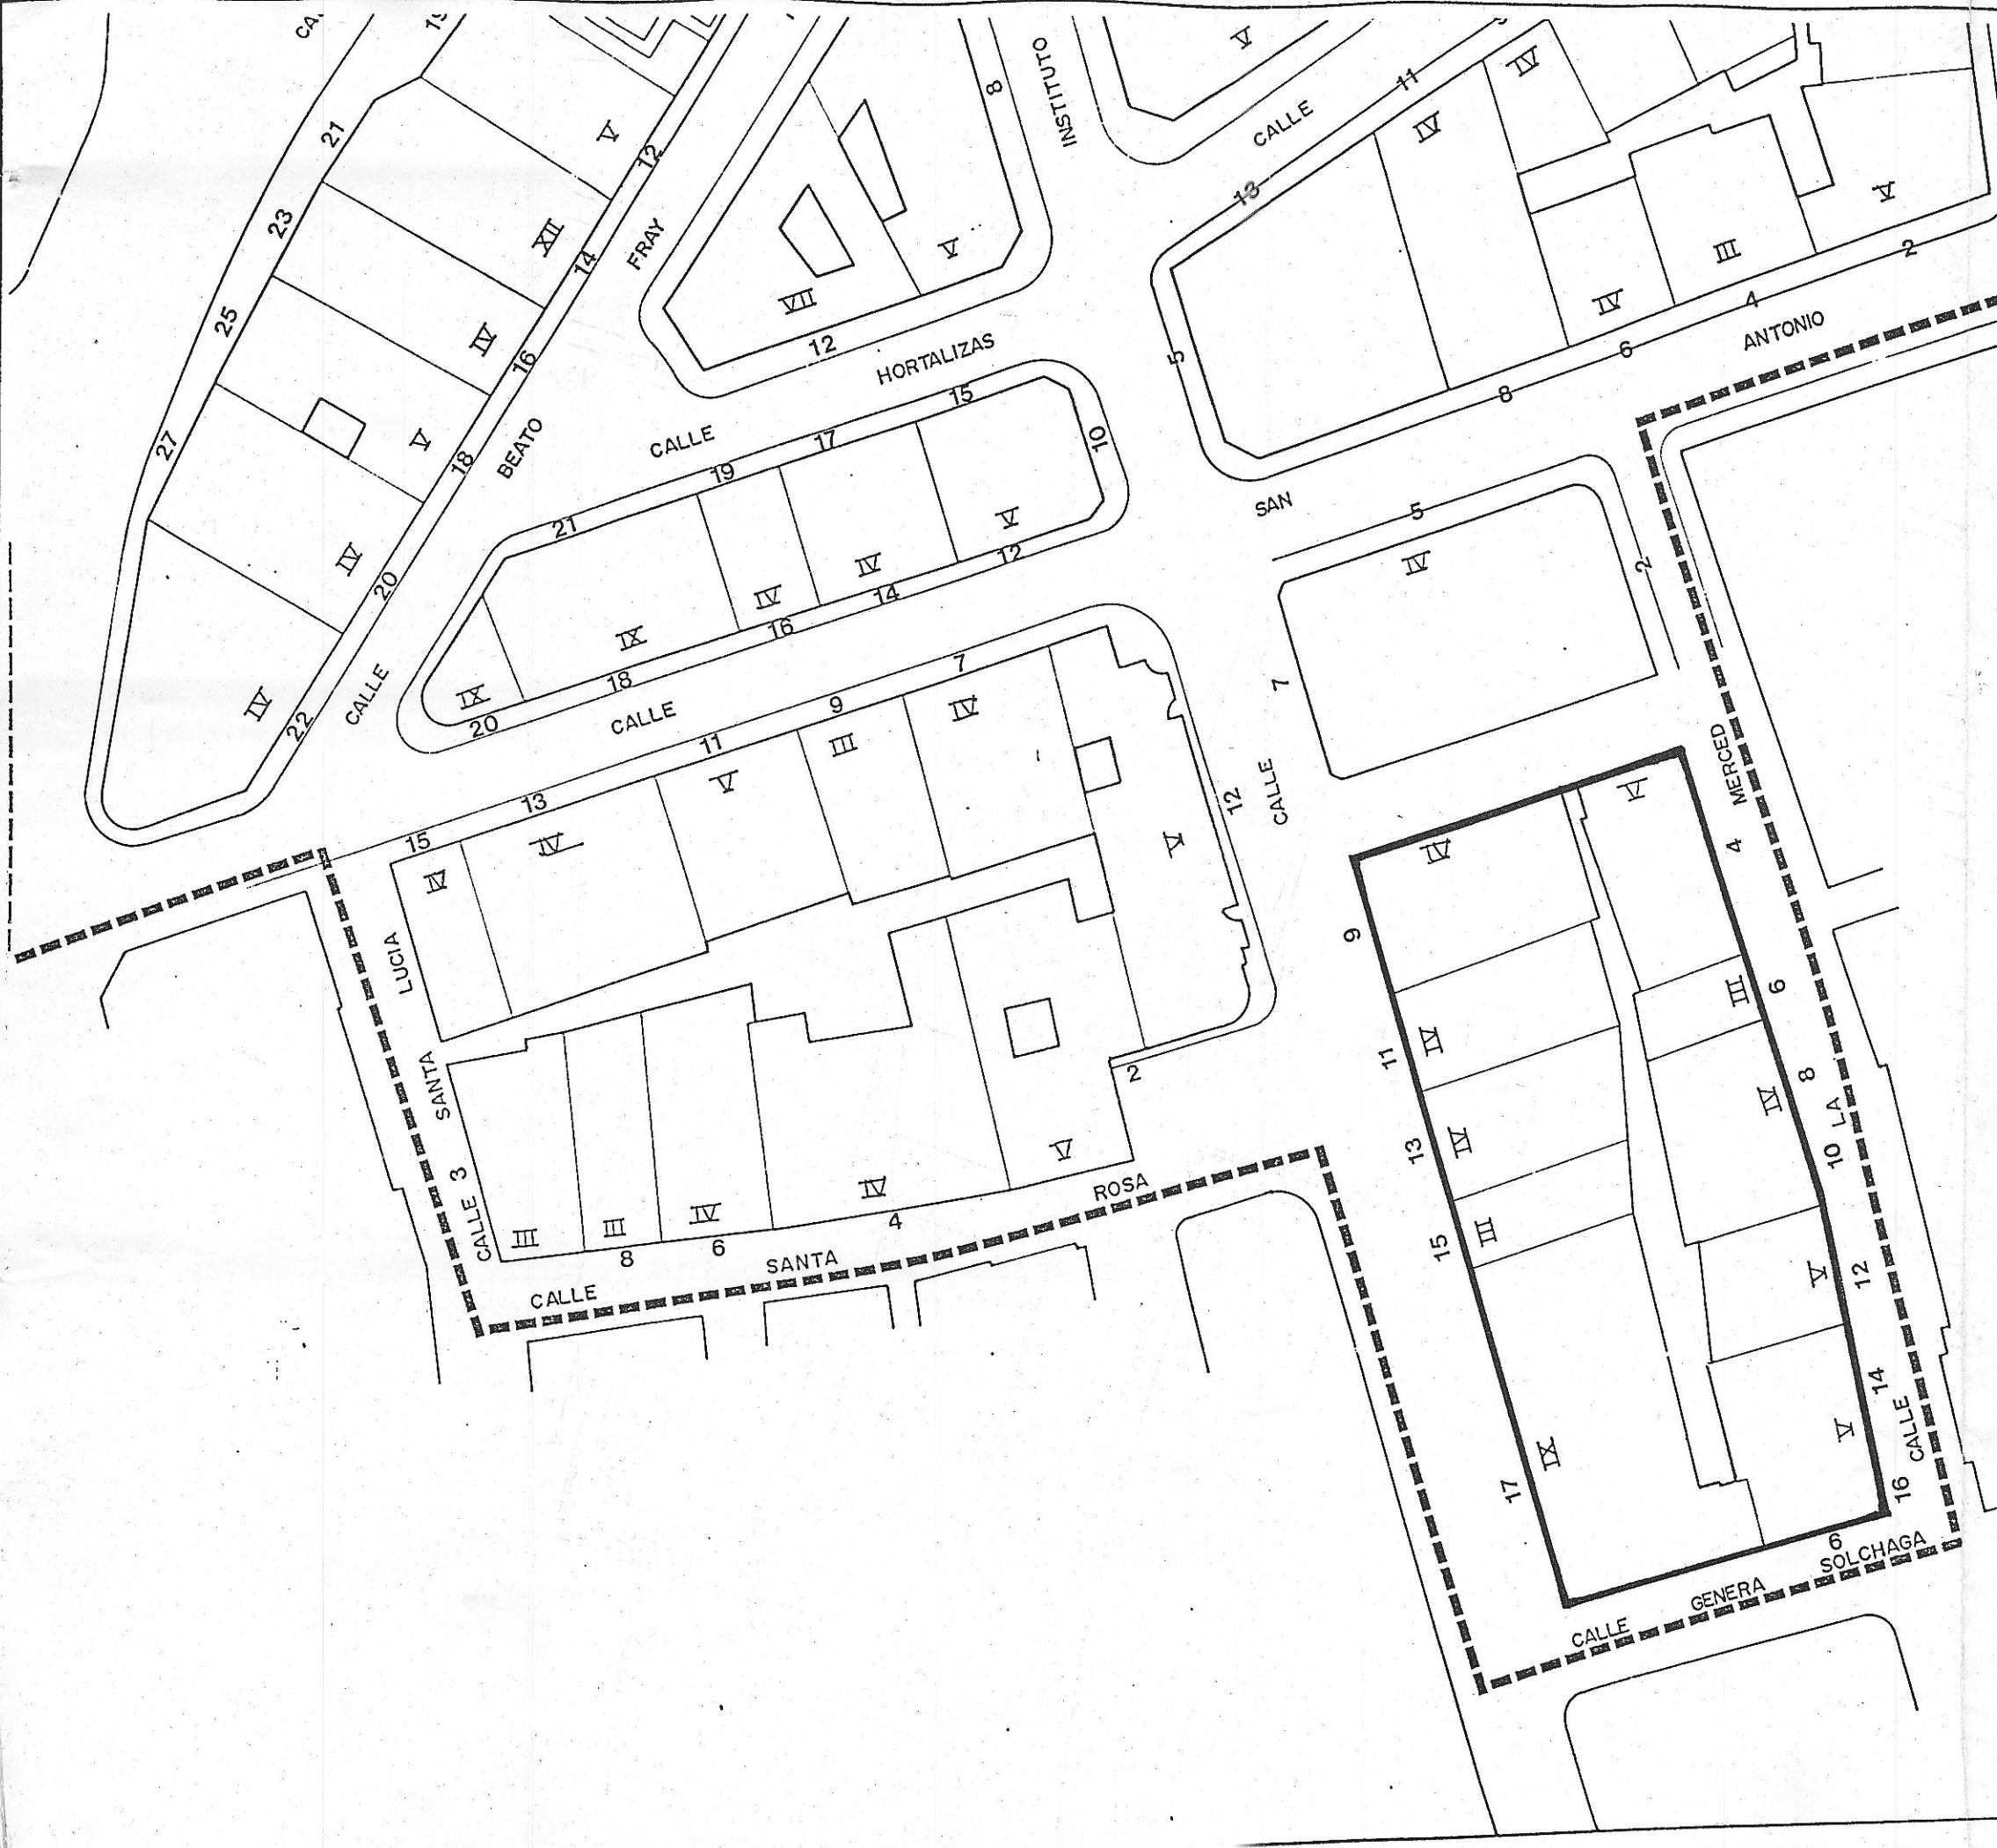 CA.
19
21
23
25
27
V
12
XII
14
IV
16
V
18
IV
20
IV
22
CALLE
BEATO
FRAY
8
INSTITUTO
V
VII
12
V
CALLE
11
13
IV
IV
III
V
IV
5
8
6
4
2
CALLE
HORTALIZAS
21
19
17
15
10
IX
IX
IV
IV
V
20
18
16
14
12
CALLE
SAN
ANTONIO
5
IV
2
7
15
13
11
9
7
IV
IV
V
III
IV
V
12
CALLE
CALLE 3
SANTA
LUCIA
III
III
IV
IV
V
2
8
6
4
CALLE
SANTA
ROSA
9
11
13
15
17
IV
IV
IV
III
IX
III
IV
V
V
4
6
8
10
12
14
16
CALLE
LA
MERCED
6
CALLE
GENERA
SOLCHAGA